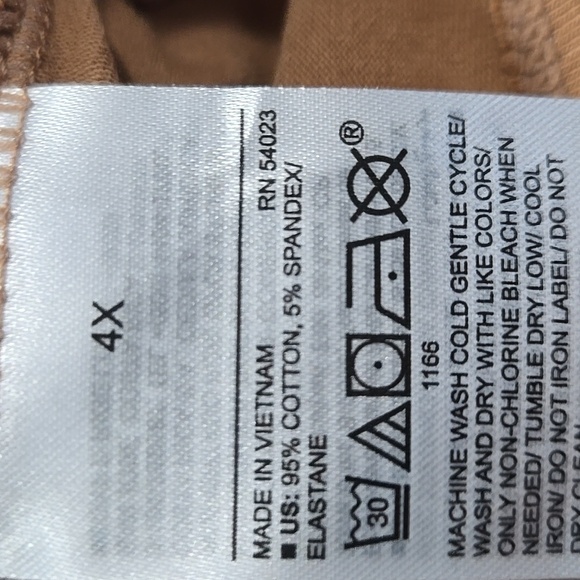 4X
MADE IN VIETNAM RN 54023
■ US: 95% COTTON, 5% SPANDEX/
ELASTANE
30 ®
1166
MACHINE WASH COLD GENTLE CYCLE/
WASH AND DRY WITH LIKE COLORS/
ONLY NON-CHLORINE BLEACH WHEN
NEEDED/ TUMBLE DRY LOW/ COOL
IRON/ DO NOT IRON LABEL/ DO NOT
DRY CLEAN